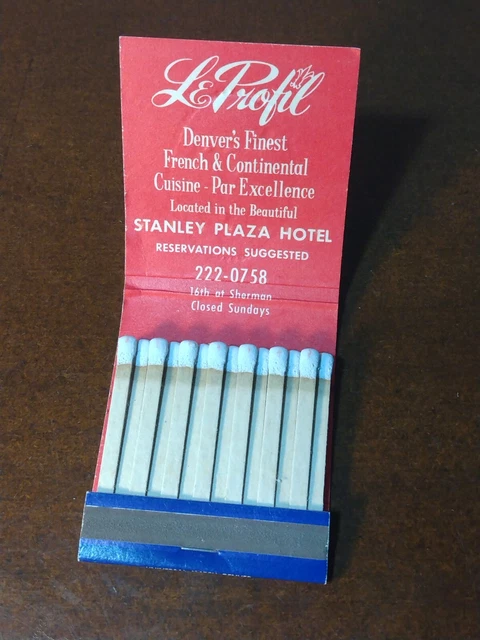 Le Profil
Denver's Finest
French & Continental
Cuisine - Par Excellence
Located in the Beautiful
STANLEY PLAZA HOTEL
RESERVATIONS SUGGESTED
222-0758
16th at Sherman
Closed Sundays